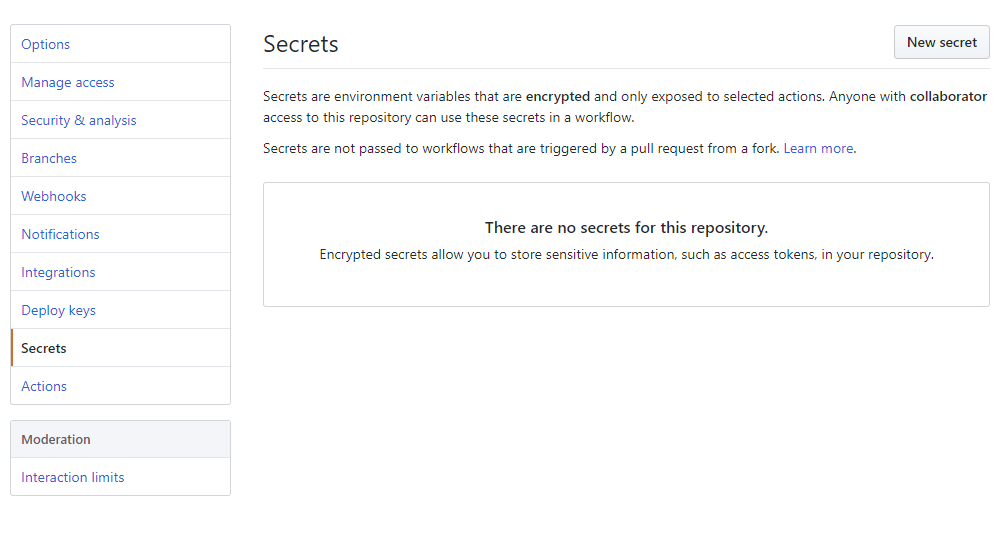 Options
Manage access
Security & analysis
Branches
Webhooks
Notifications
Integrations
Deploy keys
Secrets
Actions
Moderation
Interaction limits
Secrets
New secret
Secrets are environment variables that are encrypted and only exposed to selected actions. Anyone with collaborator
access to this repository can use these secrets in a workflow.
Secrets are not passed to workflows that are triggered by a pull request from a fork. Learn more.
There are no secrets for this repository.
Encrypted secrets allow you to store sensitive information, such as access tokens, in your repository.